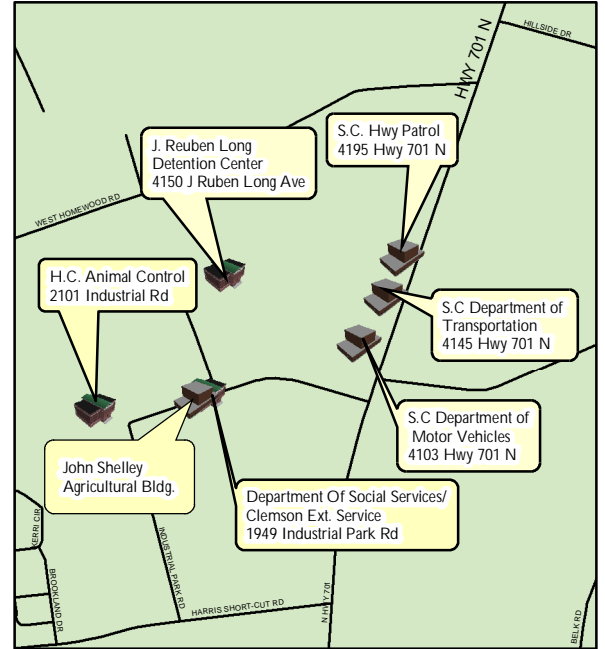 HILLSIDE DR
HWY 701 N
S.C. Hwy Patrol
4195 Hwy 701 N
J. Reuben Long
Detention Center
4150 J Ruben Long Ave
WEST HOMEWOOD RD
H.C. Animal Control
2101 Industrial Rd
S.C Department of
Transportation
4145 Hwy 701 N
S.C Department of
Motor Vehicles
4103 Hwy 701 N
John Shelley
Agricultural Bldg.
Department Of Social Services/
Clemson Ext. Service
1949 Industrial Park Rd
KERRI CIR
BROOKLAND DR
INDUSTRIAL PARK RD
HARRIS SHORT-CUT RD
N HWY 701
BELK RD